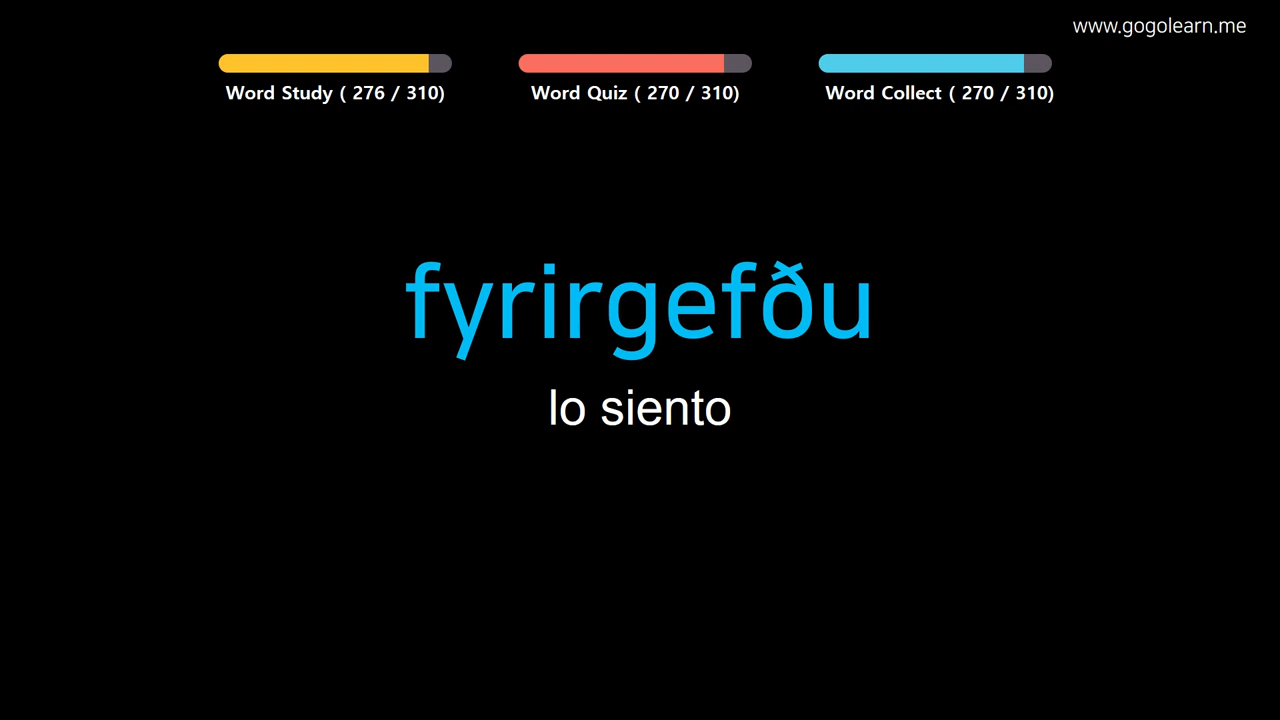 www.gogolearn.me
Word Study ( 276 / 310)
Word Quiz ( 270 / 310)
Word Collect ( 270 / 310)
fyrirgefðu
lo siento